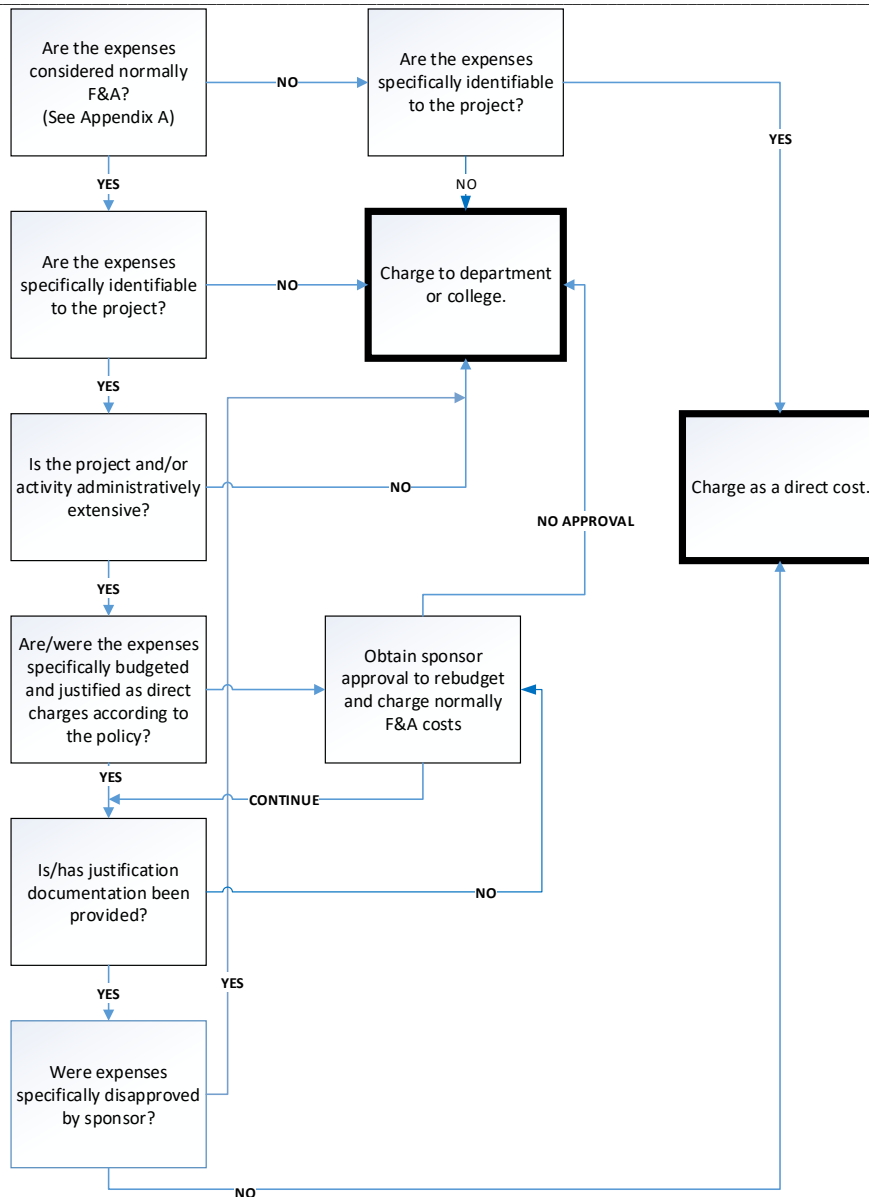 Are the expenses
considered normally
F&A?
(See Appendix A)
NO
Are the expenses
specifically identifiable
to the project?
YES
YES
NO
Are the expenses
specifically identifiable
to the project?
NO
Charge to department
or college.
YES
Is the project and/or
activity administratively
extensive?
NO
Charge as a direct cost.
NO APPROVAL
YES
Are/were the expenses
specifically budgeted
and justified as direct
charges according to
the policy?
Obtain sponsor
approval to rebudget
and charge normally
F&A costs
YES
CONTINUE
Is/has justification
documentation been
provided?
NO
YES
YES
Were expenses
specifically disapproved
by sponsor?
NO